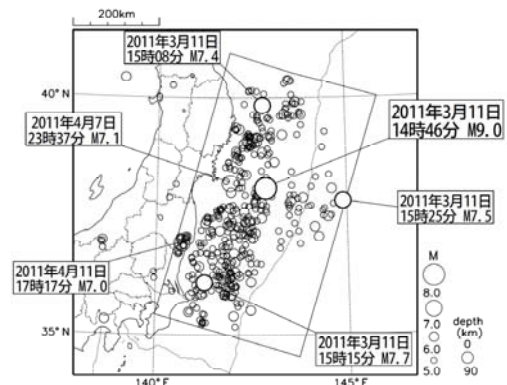 200km
2011年3月11日
15時08分 M7.4
40°N
2011年4月7日
23時37分 M7.1
2011年3月11日
14時46分 M9.0
2011年3月11日
15時25分 M7.5
2011年4月11日
17時17分 M7.0
2011年3月11日
15時15分 M7.7
35°N
140°E
145°E
M
8.0
7.0
6.0
5.0
depth
(km)
0
90